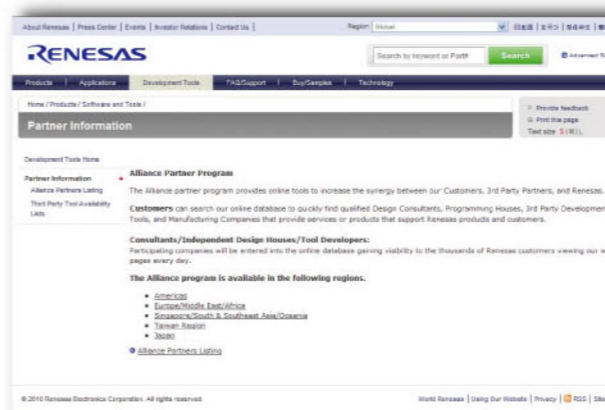 About Renesas | Press Center | Events | Investor Relations | Contact Us |
Region Global
日本語 | 한국어 |
RENESAS
Search by keyword or Part#
Search
Advanced
Products | Applications | Development Tools | FAQ/Support | Buy/Samples | Technology
Home / Products / Software and Tools /
Partner Information
Provide feedback
Print this page
Text size S | M | L
Development Tools Home
Partner Information
Alliance Partners Listing
Third Party Tool Availability
Lists
Alliance Partner Program
The Alliance partner program provides online tools to increase the synergy between our Customers, 3rd Party Partners, and Renesas.
Customers can search our online database to quickly find qualified Design Consultants, Programming Houses, 3rd Party Developmen
Tools, and Manufacturing Companies that provide services or products that support Renesas products and customers.
Consultants/Independent Design Houses/Tool Developers:
Participating companies will be entered into the online database gaining visibility to the thousands of Renesas customers viewing our w
pages every day.
The Alliance program is available in the following regions.
Americas
Europe/Middle East/Africa
Singapore/South & Southeast Asia/Oceania
Taiwan Region
Japan
Alliance Partners Listing
© 2010 Renesas Electronics Corporation. All rights reserved.
World Renesas | Using Our Website | Privacy | RSS | Site